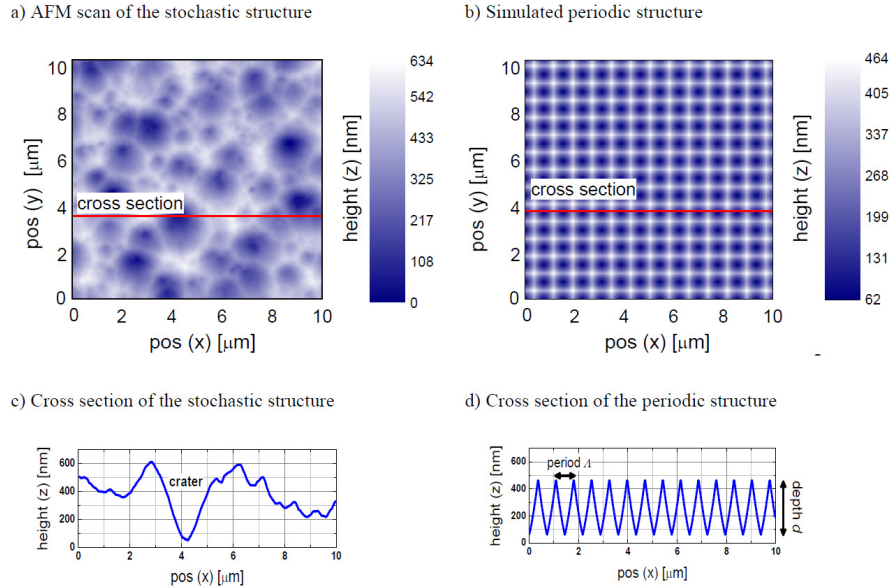 a) AFM scan of the stochastic structure
b) Simulated periodic structure
10
8
6
4
2
0
pos (y) [μm]
cross section
0 2 4 6 8 10
pos (x) [μm]
634
542
433
325
217
108
0
height (z) [nm]
10
8
6
4
2
0
pos (y) [μm]
cross section
0 2 4 6 8 10
pos (x) [μm]
464
405
337
268
199
131
62
height (z) [nm]
c) Cross section of the stochastic structure
d) Cross section of the periodic structure
height (z) [nm]
600
400
200
0
crater
0 2 4 6 8 10
pos (x) [μm]
height (z) [nm]
600
400
200
0
period Λ
depth d
0 2 4 6 8 10
pos (x) [μm]